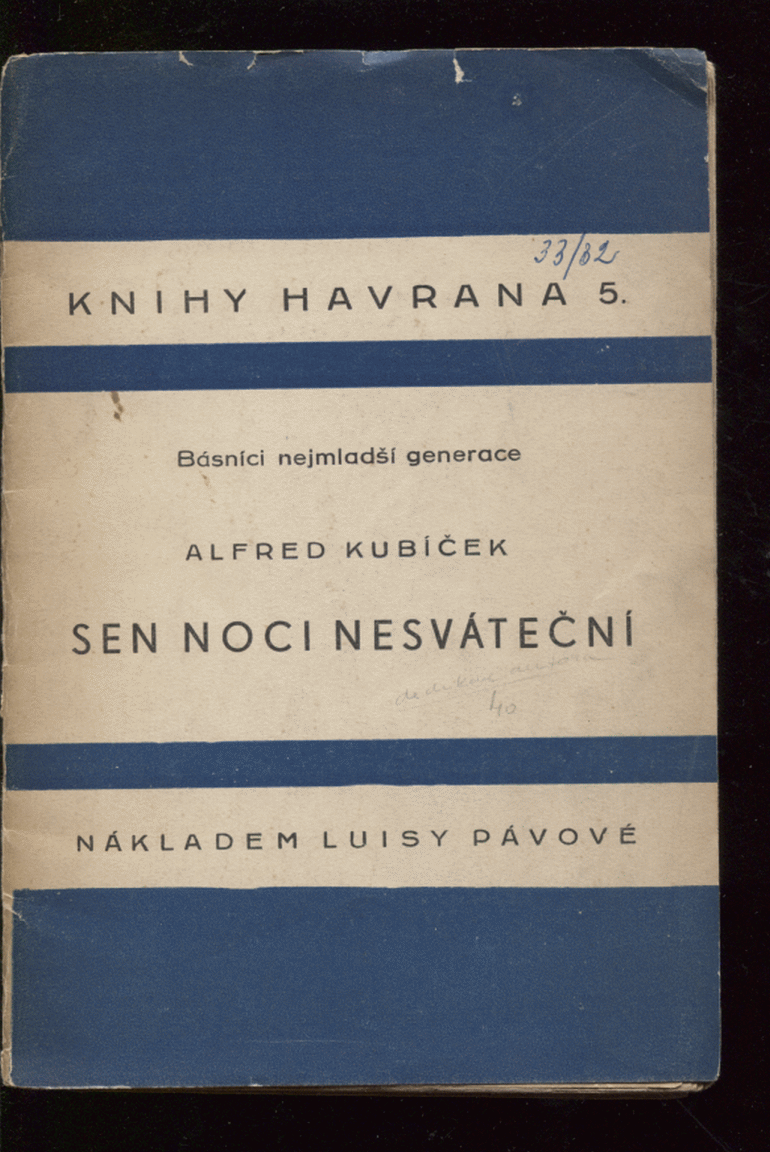 33/82
KNIHY HAVRANA 5.
Básníci nejmladší generace
ALFRED KUBÍČEK
SEN NOCI NESVÁTEČNÍ
40
NÁKLADEM LUISY PÁVOVÉ